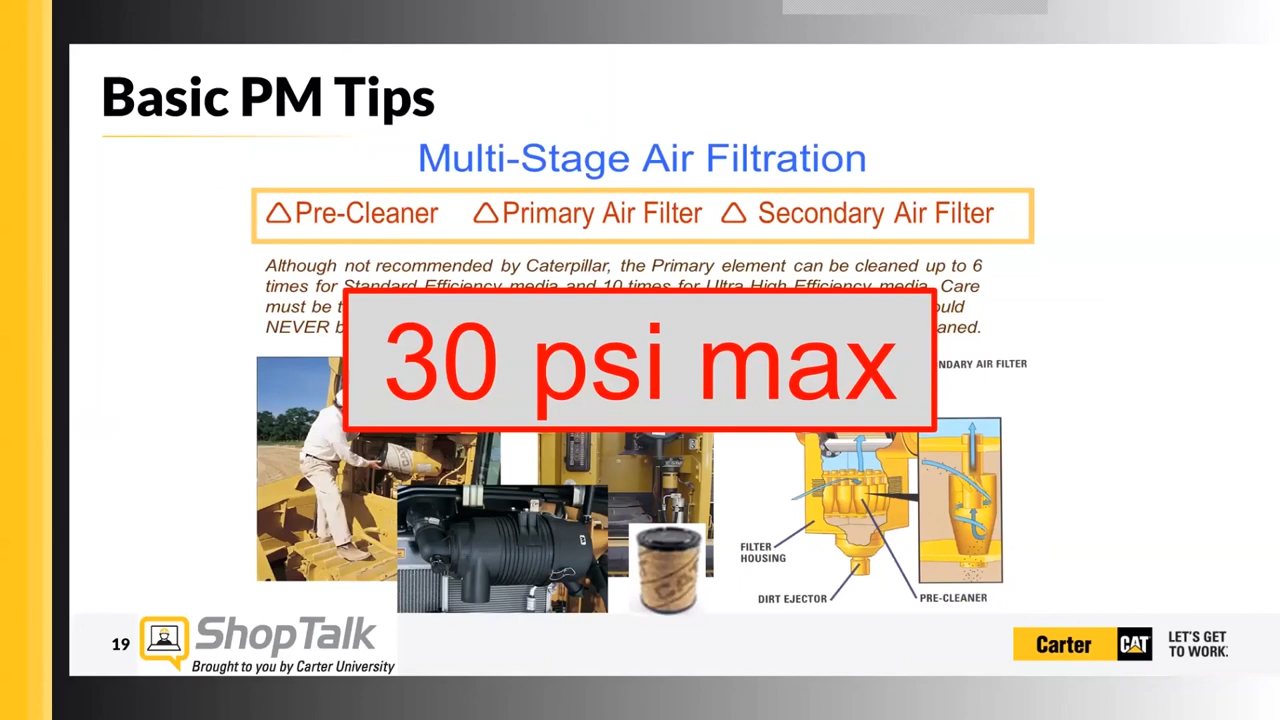 Basic PM Tips
Multi-Stage Air Filtration
Pre-Cleaner Primary Air Filter Secondary Air Filter
Although not recommended by Caterpillar, the Primary element can be cleaned up to 6
times for Standard Efficiency media and 10 times for Ultra High Efficiency media. Care
must be
NEVER
30 psi max
AIR FILTER
FILTER
HOUSING
DIRT EJECTOR
PRE-CLEANER
19
ShopTalk
Brought to you by Carter University
Carter CAT
LET'S GET
TO WORK.